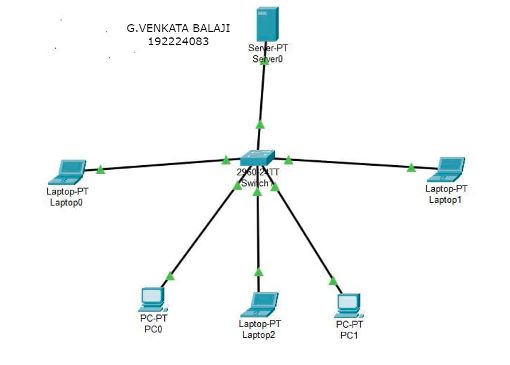 G.VENKATA BALAJI
192224083
Server-PT
Server0
2960-24TT
Switch
Laptop-PT
Laptop0
Laptop-PT
Laptop1
PC-PT
PC0
Laptop-PT
Laptop2
PC-PT
PC1